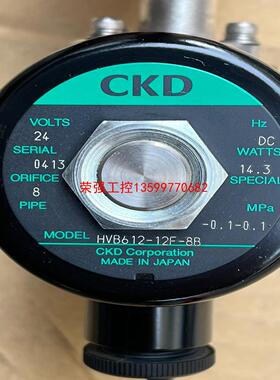 CKD
VOLTS
Hz
24
DC
SERIAL
WATTS
0413
14.3
ORIFICE
SPECIAL
8
PIPE
MPa
-0.1-0.1
MODEL HVB612-12F-8B
CKD Corporation
MADE IN JAPAN
荣强工控13599770682